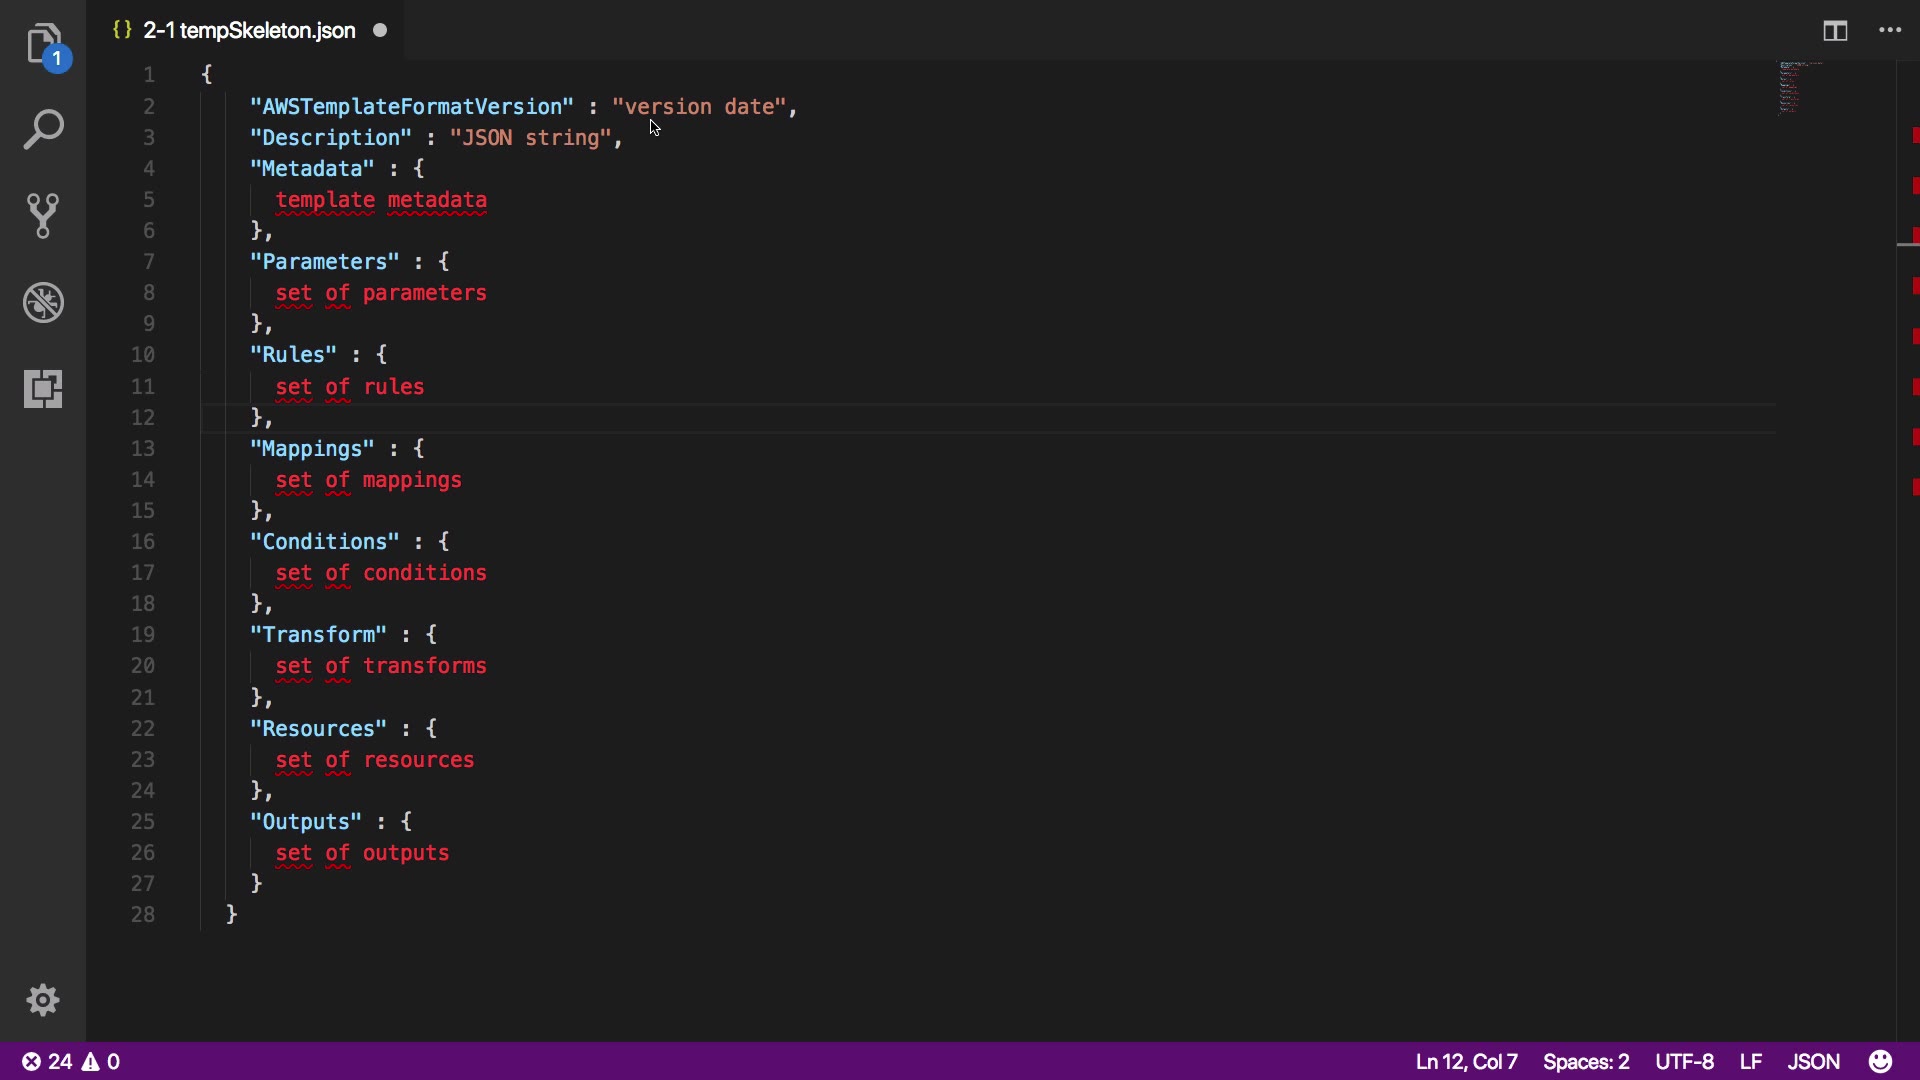 1
{} 2-1 tempSkeleton.json
1 {
2 "AWSTemplateFormatVersion" : "version date",
3 "Description" : "JSON string",
4 "Metadata" : {
5 template metadata
6 },
7 "Parameters" : {
8 set of parameters
9 },
10 "Rules" : {
11 set of rules
12 },
13 "Mappings" : {
14 set of mappings
15 },
16 "Conditions" : {
17 set of conditions
18 },
19 "Transform" : {
20 set of transforms
21 },
22 "Resources" : {
23 set of resources
24 },
25 "Outputs" : {
26 set of outputs
27 }
28 }
24 0 Ln 12, Col 7 Spaces: 2 UTF-8 LF JSON